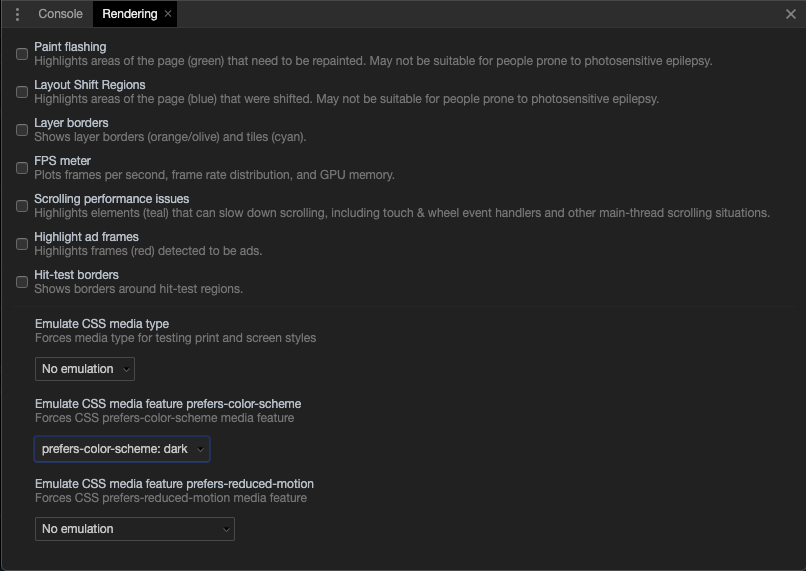 Console
Rendering
Paint flashing
Highlights areas of the page (green) that need to be repainted. May not be suitable for people prone to photosensitive epilepsy.
Layout Shift Regions
Highlights areas of the page (blue) that were shifted. May not be suitable for people prone to photosensitive epilepsy.
Layer borders
Shows layer borders (orange/olive) and tiles (cyan).
FPS meter
Plots frames per second, frame rate distribution, and GPU memory.
Scrolling performance issues
Highlights elements (teal) that can slow down scrolling, including touch & wheel event handlers and other main-thread scrolling situations.
Highlight ad frames
Highlights frames (red) detected to be ads.
Hit-test borders
Shows borders around hit-test regions.
Emulate CSS media type
Forces media type for testing print and screen styles
No emulation
Emulate CSS media feature prefers-color-scheme
Forces CSS prefers-color-scheme media feature
prefers-color-scheme: dark
Emulate CSS media feature prefers-reduced-motion
Forces CSS prefers-reduced-motion media feature
No emulation